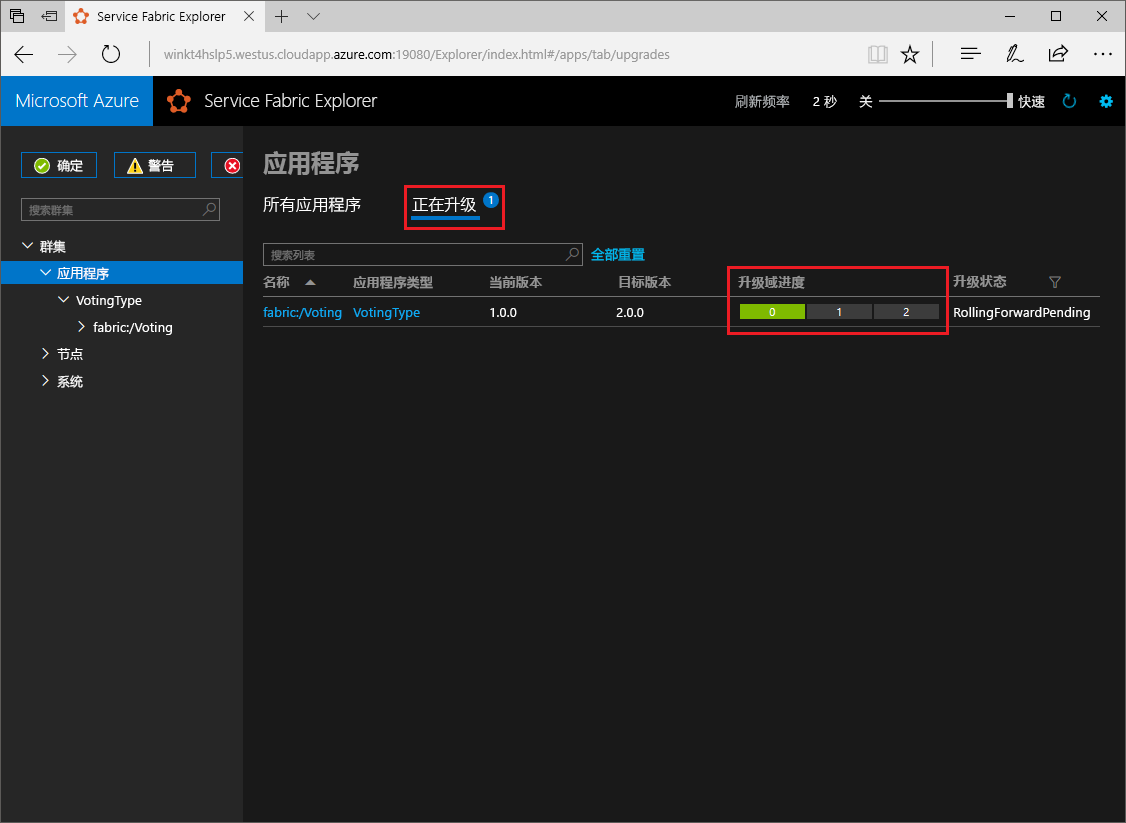 Service Fabric Explorer
winkt4hslp5.westus.cloudapp.azure.com:19080/Explorer/index.html#/apps/tab/upgrades
Microsoft Azure
Service Fabric Explorer
刷新频率 2 秒 关 快速
确定 警告
搜索群集
群集
应用程序
VotingType
fabric:/Voting
节点
系统
应用程序
所有应用程序 正在升级 1
搜索列表 全部重置
名称 应用程序类型 当前版本 目标版本 升级域进度 升级状态
fabric:/Voting VotingType 1.0.0 2.0.0 0 1 2 RollingForwardPending